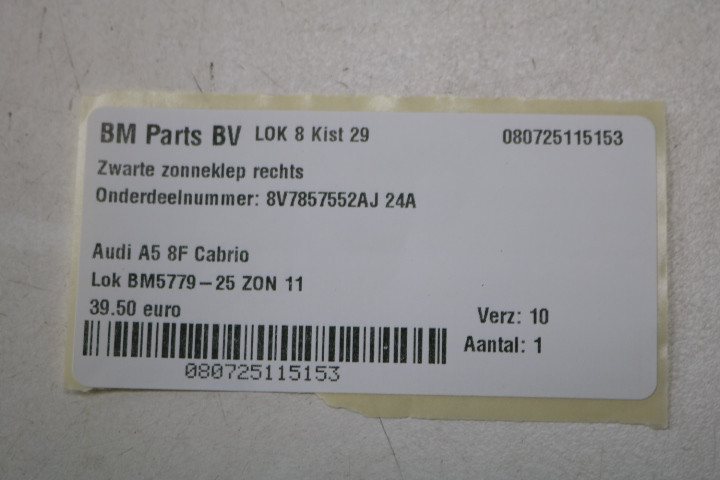 BM Parts BV LOK 8 Kist 29 080725115153
Zwarte zonneklep rechts
Onderdeelnummer: 8V7857552AJ 24A
Audi A5 8F Cabrio
Lok BM5779-25 ZON 11
39.50 euro
Verz: 10
Aantal: 1
080725115153